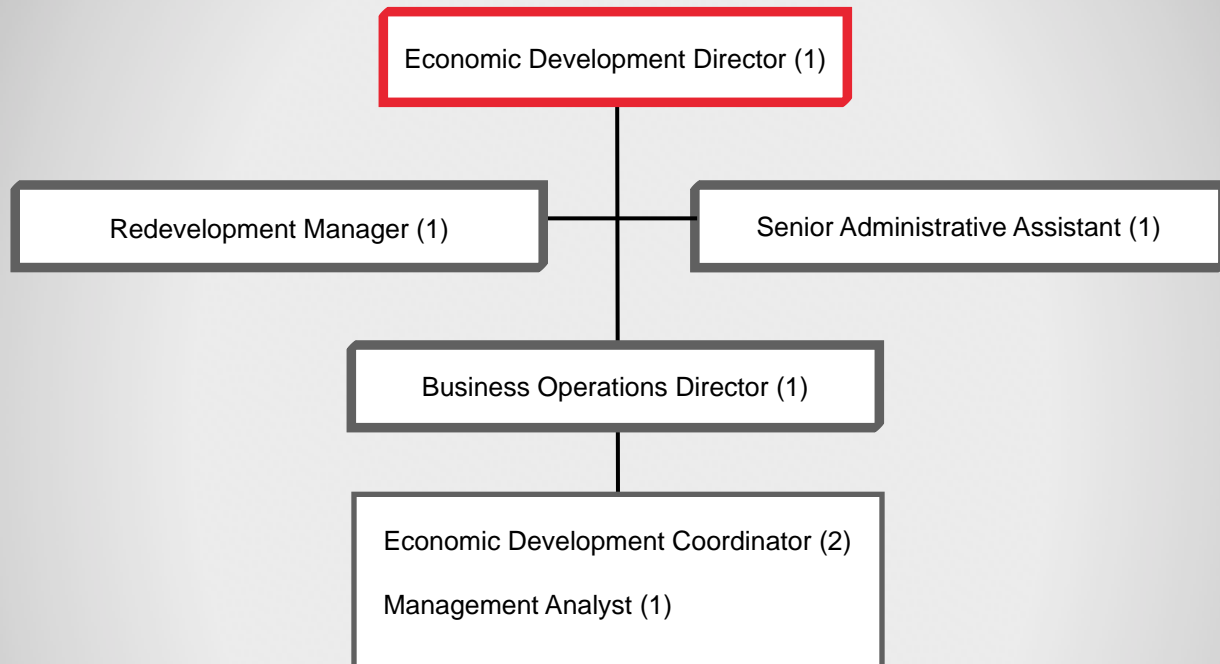 Economic Development Director (1)
Redevelopment Manager (1)
Senior Administrative Assistant (1)
Business Operations Director (1)
Economic Development Coordinator (2)
Management Analyst (1)